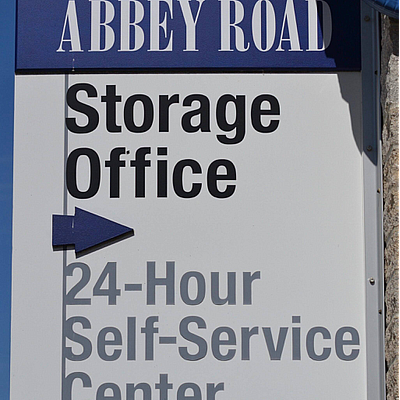 ABBEY ROAD
Storage
Office
24-Hour
Self-Service
Center